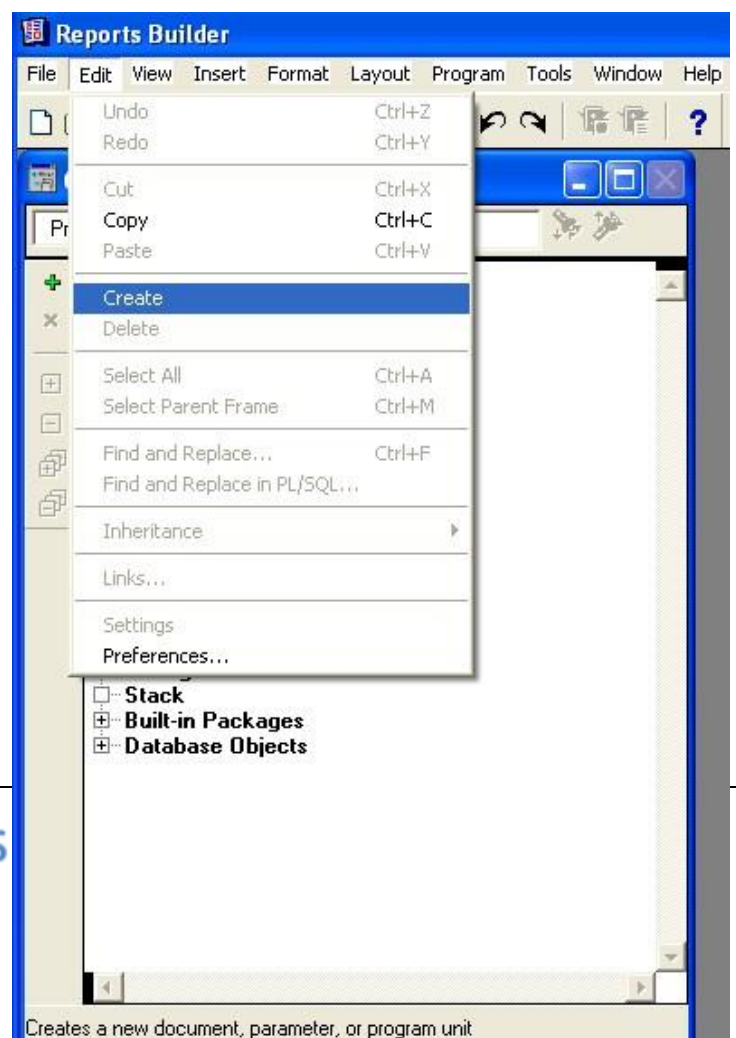 Reports Builder
File Edit View Insert Format Layout Program Tools Window Help
Undo Ctrl+Z
Redo Ctrl+Y
Cut Ctrl+X
Copy Ctrl+C
Paste Ctrl+V
Create
Delete
Select All Ctrl+A
Select Parent Frame Ctrl+M
Find and Replace... Ctrl+F
Find and Replace in PL/SQL...
Inheritance
Links...
Settings
Preferences...
Stack
Built-in Packages
Database Objects
Creates a new document, parameter, or program unit